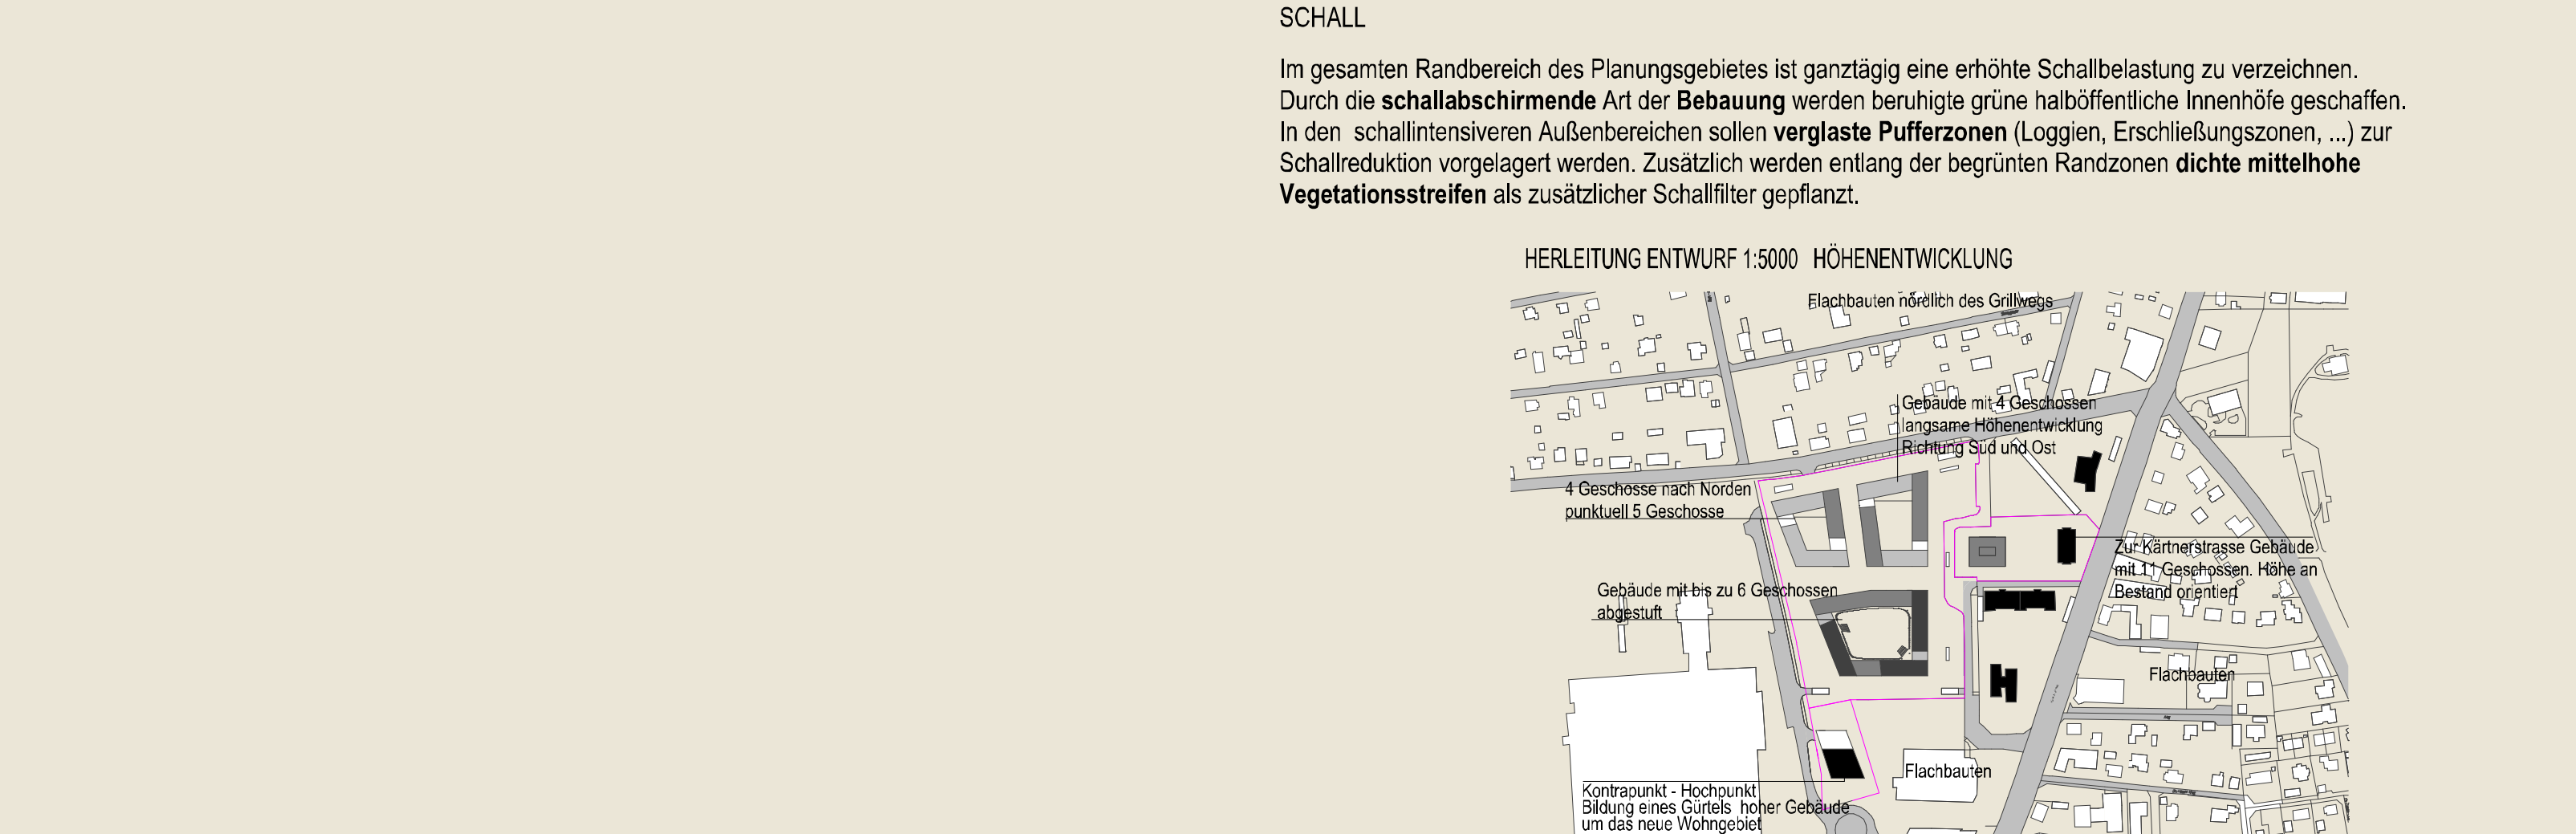 SCHALL
Im gesamten Randbereich des Planungsgebietes ist ganztägig eine erhöhte Schallbelastung zu verzeichnen.
Durch die schallabschirmende Art der Bebauung werden beruhigte grüne halböffentliche Innenhöfe geschaffen.
In den  schallintensiveren Außenbereichen sollen verglaste Pufferzonen (Loggien, Erschließungszonen, ...) zur
Schallreduktion vorgelagert werden. Zusätzlich werden entlang der begrünten Randzonen dichte mittelhohe
Vegetationsstreifen als zusätzlicher Schallfilter gepflanzt.
HERLEITUNG ENTWURF 1:5000   HÖHENENTWICKLUNG
Flachbauten nördlich des Grillwegs
Gebäude mit 4 Geschossen
langsame Höhenentwicklung
Richtung Süd und Ost
4 Geschosse nach Norden
punktuell 5 Geschosse
Zur Kärtnerstrasse Gebäude
mit 11 Geschossen. Höhe an
Bestand orientiert
Gebäude mit bis zu 6 Geschossen
abgestuft
Flachbauten
Flachbauten
Kontrapunkt - Hochpunkt
Bildung eines Gürtels  hoher Gebäude
um das neue Wohngebiet